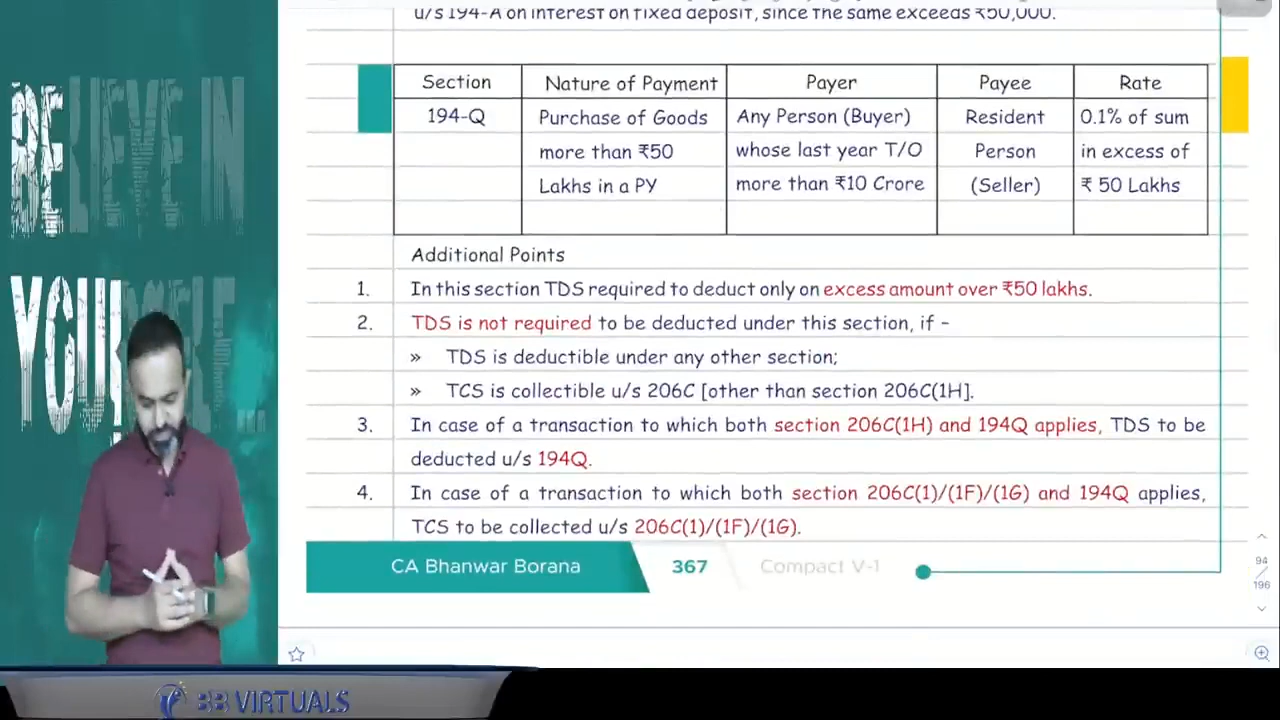 BELIEVE IN
YOURSELF...
u/s 194-A on interest on fixed deposit, since the same exceeds ₹50,000.
Section Nature of Payment Payer Payee Rate
194-Q Purchase of Goods Any Person (Buyer) Resident 0.1% of sum
more than ₹50 whose last year T/O Person in excess of
Lakhs in a PY more than ₹10 Crore (Seller) ₹ 50 Lakhs
Additional Points
1. In this section TDS required to deduct only on excess amount over ₹50 lakhs.
2. TDS is not required to be deducted under this section, if –
» TDS is deductible under any other section;
» TCS is collectible u/s 206C [other than section 206C(1H].
3. In case of a transaction to which both section 206C(1H) and 194Q applies, TDS to be
deducted u/s 194Q.
4. In case of a transaction to which both section 206C(1)/(1F)/(1G) and 194Q applies,
TCS to be collected u/s 206C(1)/(1F)/(1G).
CA Bhanwar Borana 367 Compact V-1
94
196
BB VIRTUALS